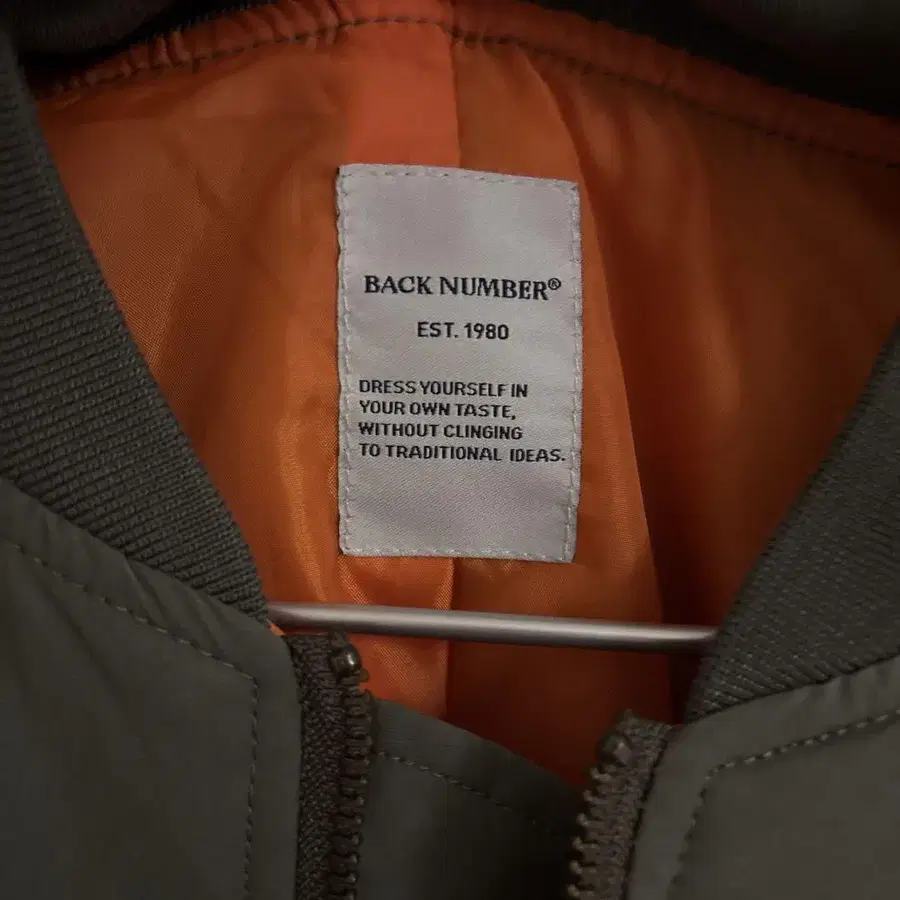 BACK NUMBER®
EST. 1980
DRESS YOURSELF IN
YOUR OWN TASTE,
WITHOUT CLINGING
TO TRADITIONAL IDEAS.